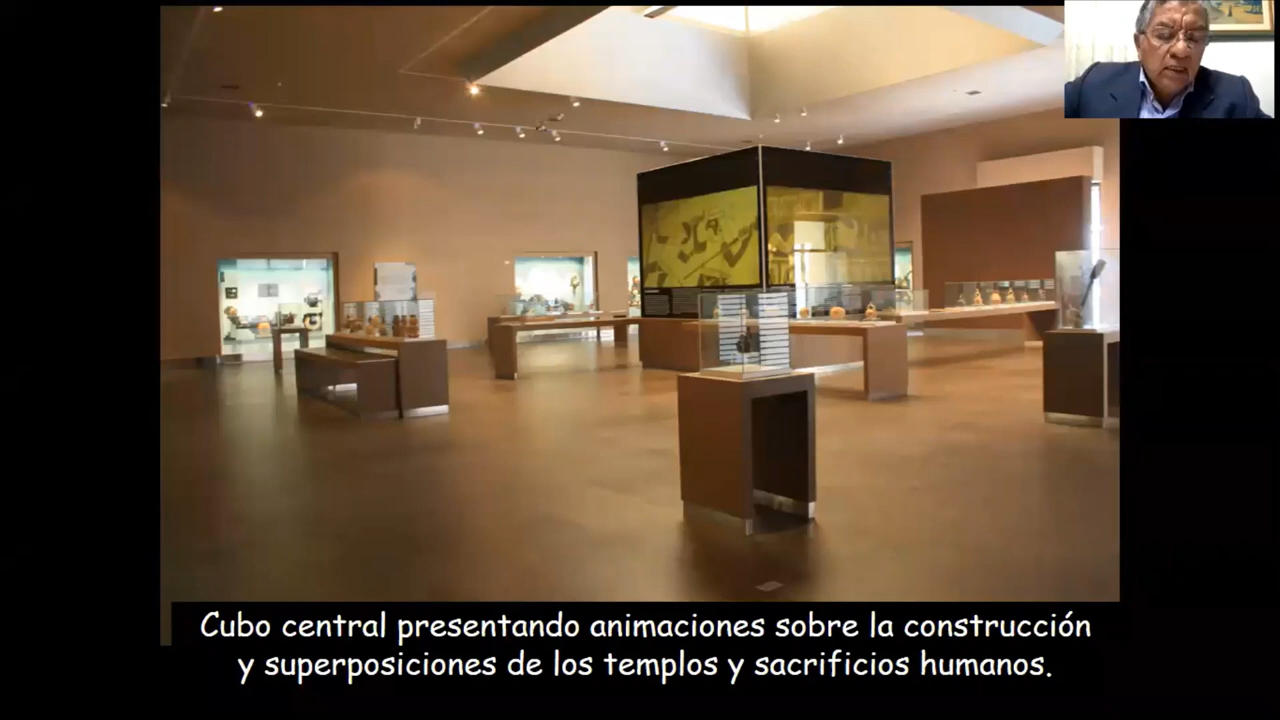 Cubo central presentando animaciones sobre la construcción
y superposiciones de los templos y sacrificios humanos.